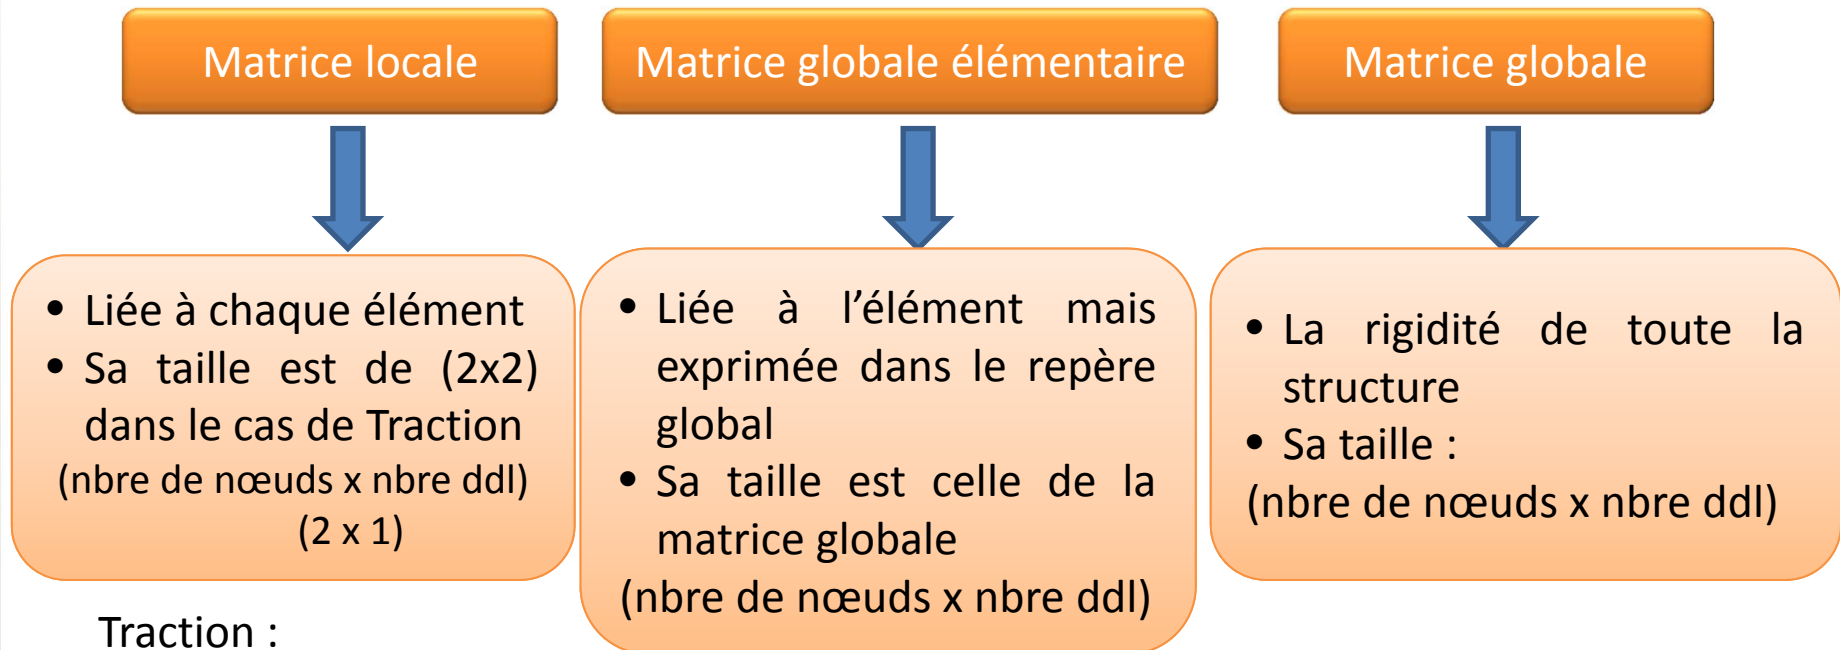 Matrice locale
Matrice globale élémentaire
Matrice globale
• Liée à chaque élément
• Sa taille est de (2x2)
dans le cas de Traction
(nbre de nœuds x nbre ddl)
(2 x 1)
• Liée à l’élément mais
exprimée dans le repère
global
• Sa taille est celle de la
matrice globale
(nbre de nœuds x nbre ddl)
• La rigidité de toute la
structure
• Sa taille :
(nbre de nœuds x nbre ddl)
Traction :